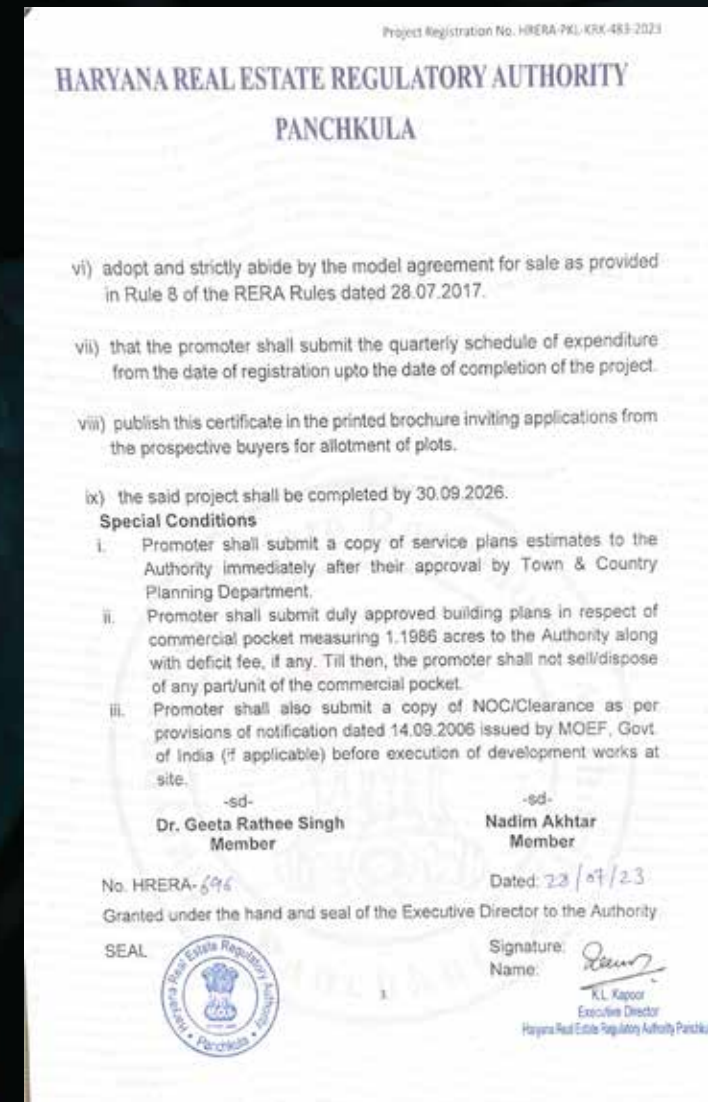 Project Registration No. HRERA-PKL-KRK-483-2023
HARYANA REAL ESTATE REGULATORY AUTHORITY
PANCHKULA
vi) adopt and strictly abide by the model agreement for sale as provided
in Rule 8 of the RERA Rules dated 28.07.2017.
vii) that the promoter shall submit the quarterly schedule of expenditure
from the date of registration upto the date of completion of the project.
viii) publish this certificate in the printed brochure inviting applications from
the prospective buyers for allotment of plots.
ix) the said project shall be completed by 30.09.2026.
Special Conditions
i. Promoter shall submit a copy of service plans estimates to the
Authority immediately after their approval by Town & Country
Planning Department.
ii. Promoter shall submit duly approved building plans in respect of
commercial pocket measuring 1.1986 acres to the Authority along
with deficit fee, if any. Till then, the promoter shall not sell/dispose
of any part/unit of the commercial pocket.
iii. Promoter shall also submit a copy of NOC/Clearance as per
provisions of notification dated 14.09.2006 issued by MOEF, Govt.
of India (if applicable) before execution of development works at
site.
-sd- -sd-
Dr. Geeta Rathee Singh Nadim Akhtar
Member Member
No. HRERA-696 Dated: 28/07/23
Granted under the hand and seal of the Executive Director to the Authority
SEAL Signature:
Name:
Haryana Real Estate Regulatory Authority
Panchkula
K.L. Kapoor
Executive Director
Haryana Real Estate Regulatory Authority